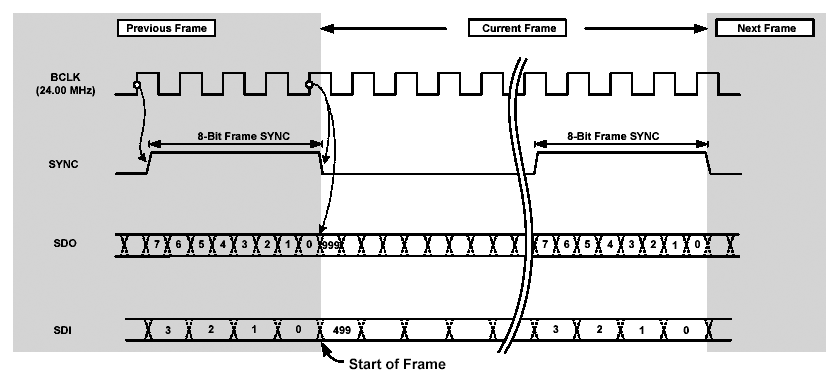 Previous Frame Current Frame Next Frame
BCLK
(24.00 MHz)
8-Bit Frame SYNC 8-Bit Frame SYNC
SYNC
SDO 7 6 5 4 3 2 1 0 999 7 6 5 4 3 2 1 0
SDI 3 2 1 0 499 3 2 1 0
Start of Frame